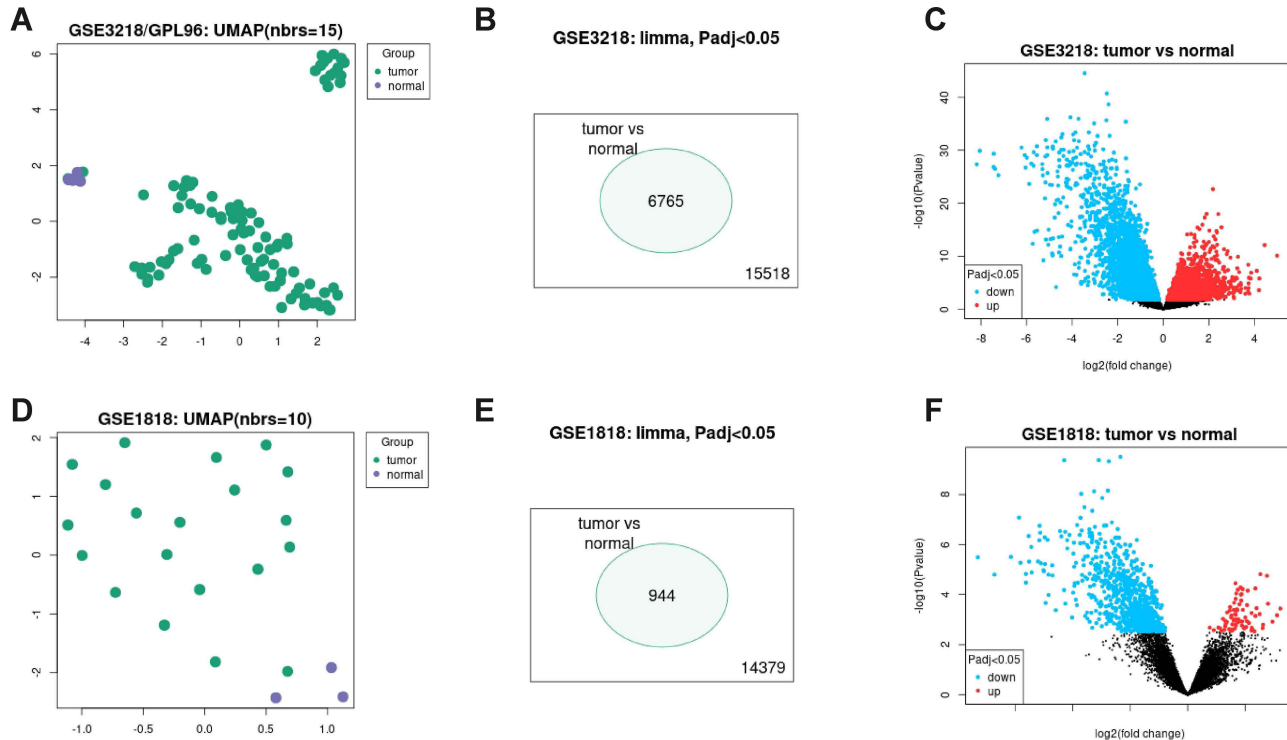 A
GSE3218/GPL96: UMAP(nbrs=15)
Group
tumor
normal
6
4
2
0
-2
-4 -3 -2 -1 0 1 2
B
GSE3218: limma, Padj<0.05
tumor vs
normal
6765
15518
C
GSE3218: tumor vs normal
-log10(Pvalue)
40
30
20
10
0
Padj<0.05
down
up
-8 -6 -4 -2 0 2 4
log2(fold change)
D
GSE1818: UMAP(nbrs=10)
Group
tumor
normal
2
1
0
-1
-2
-1.0 -0.5 0.0 0.5 1.0
E
GSE1818: limma, Padj<0.05
tumor vs
normal
944
14379
F
GSE1818: tumor vs normal
-log10(Pvalue)
8
6
4
2
0
Padj<0.05
down
up
log2(fold change)